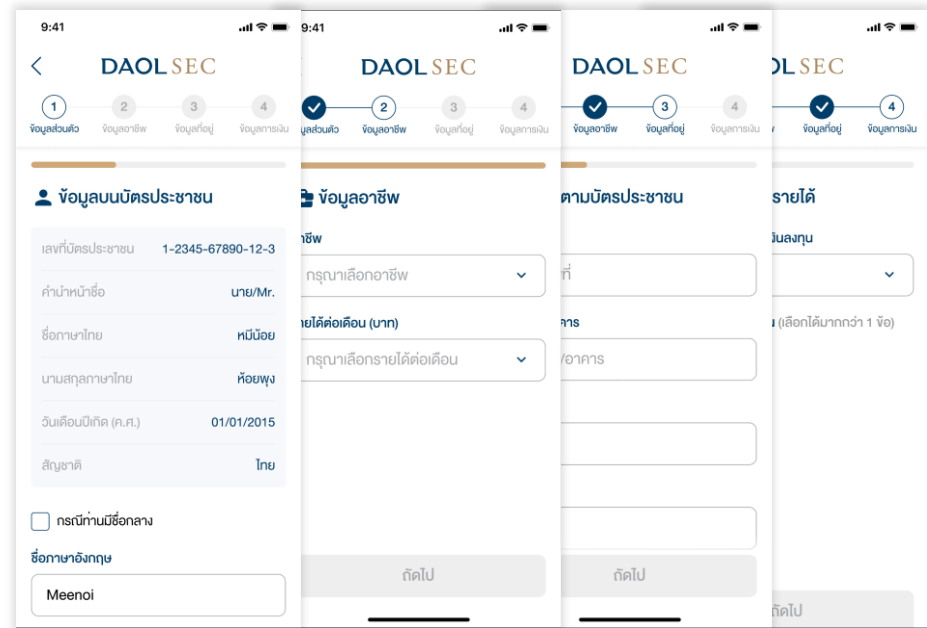 9:41
DAOL SEC
1 2 3 4
ข้อมูลส่วนตัว ข้อมูลอาชีพ ข้อมูลที่อยู่ ข้อมูลการเงิน
ข้อมูลบนบัตรประชาชน
เลขที่บัตรประชาชน 1-2345-67890-12-3
คำนำหน้าชื่อ นาย/Mr.
ชื่อภาษาไทย หมีน้อย
นามสกุลภาษาไทย ห้อยพุง
วันเดือนปีเกิด (ค.ศ.) 01/01/2015
สัญชาติ ไทย
กรณีท่านมีชื่อกลาง
ชื่อภาษาอังกฤษ
Meenoi
9:41
DAOL SEC
2 3 4
ข้อมูลอาชีพ ข้อมูลที่อยู่ ข้อมูลการเงิน
ข้อมูลอาชีพ
กรุณาเลือกอาชีพ
ายได้ต่อเดือน (บาท)
กรุณาเลือกรายได้ต่อเดือน
ถัดไป
DAOL SEC
3 4
ข้อมูลอาชีพ ข้อมูลที่อยู่ ข้อมูลการเงิน
ตามบัตรประชาชน
ที่
/อาคาร
ถัดไป
OL SEC
4
ข้อมูลที่อยู่ ข้อมูลการเงิน
รายได้
(เลือกได้มากกว่า 1 ข้อ)
ถัดไป